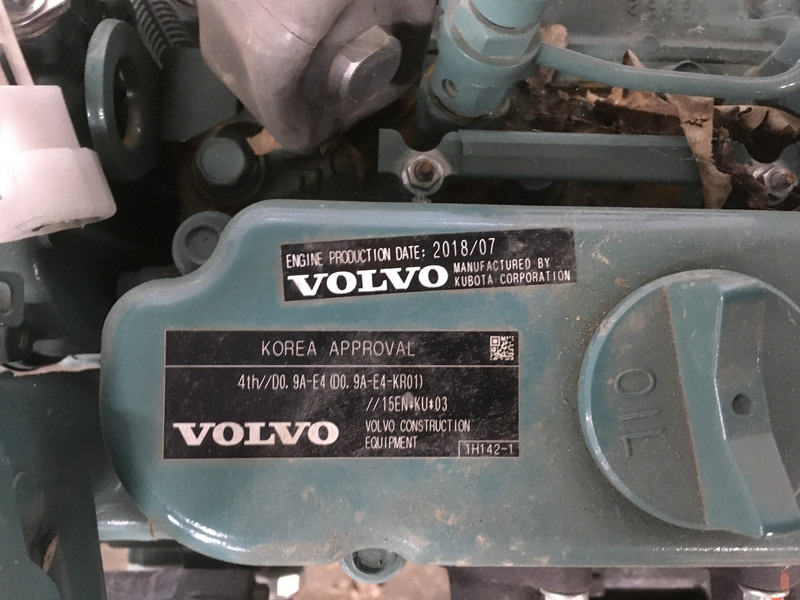 ENGINE PRODUCTION DATE: 2018/07
VOLVO MANUFACTURED BY
KUBOTA CORPORATION
KOREA APPROVAL
4th//D0.9A-E4(D0.9A-E4-KR01)
//15EN*KU*03
VOLVO VOLVO CONSTRUCTION
EQUIPMENT
1H142-1
OIL